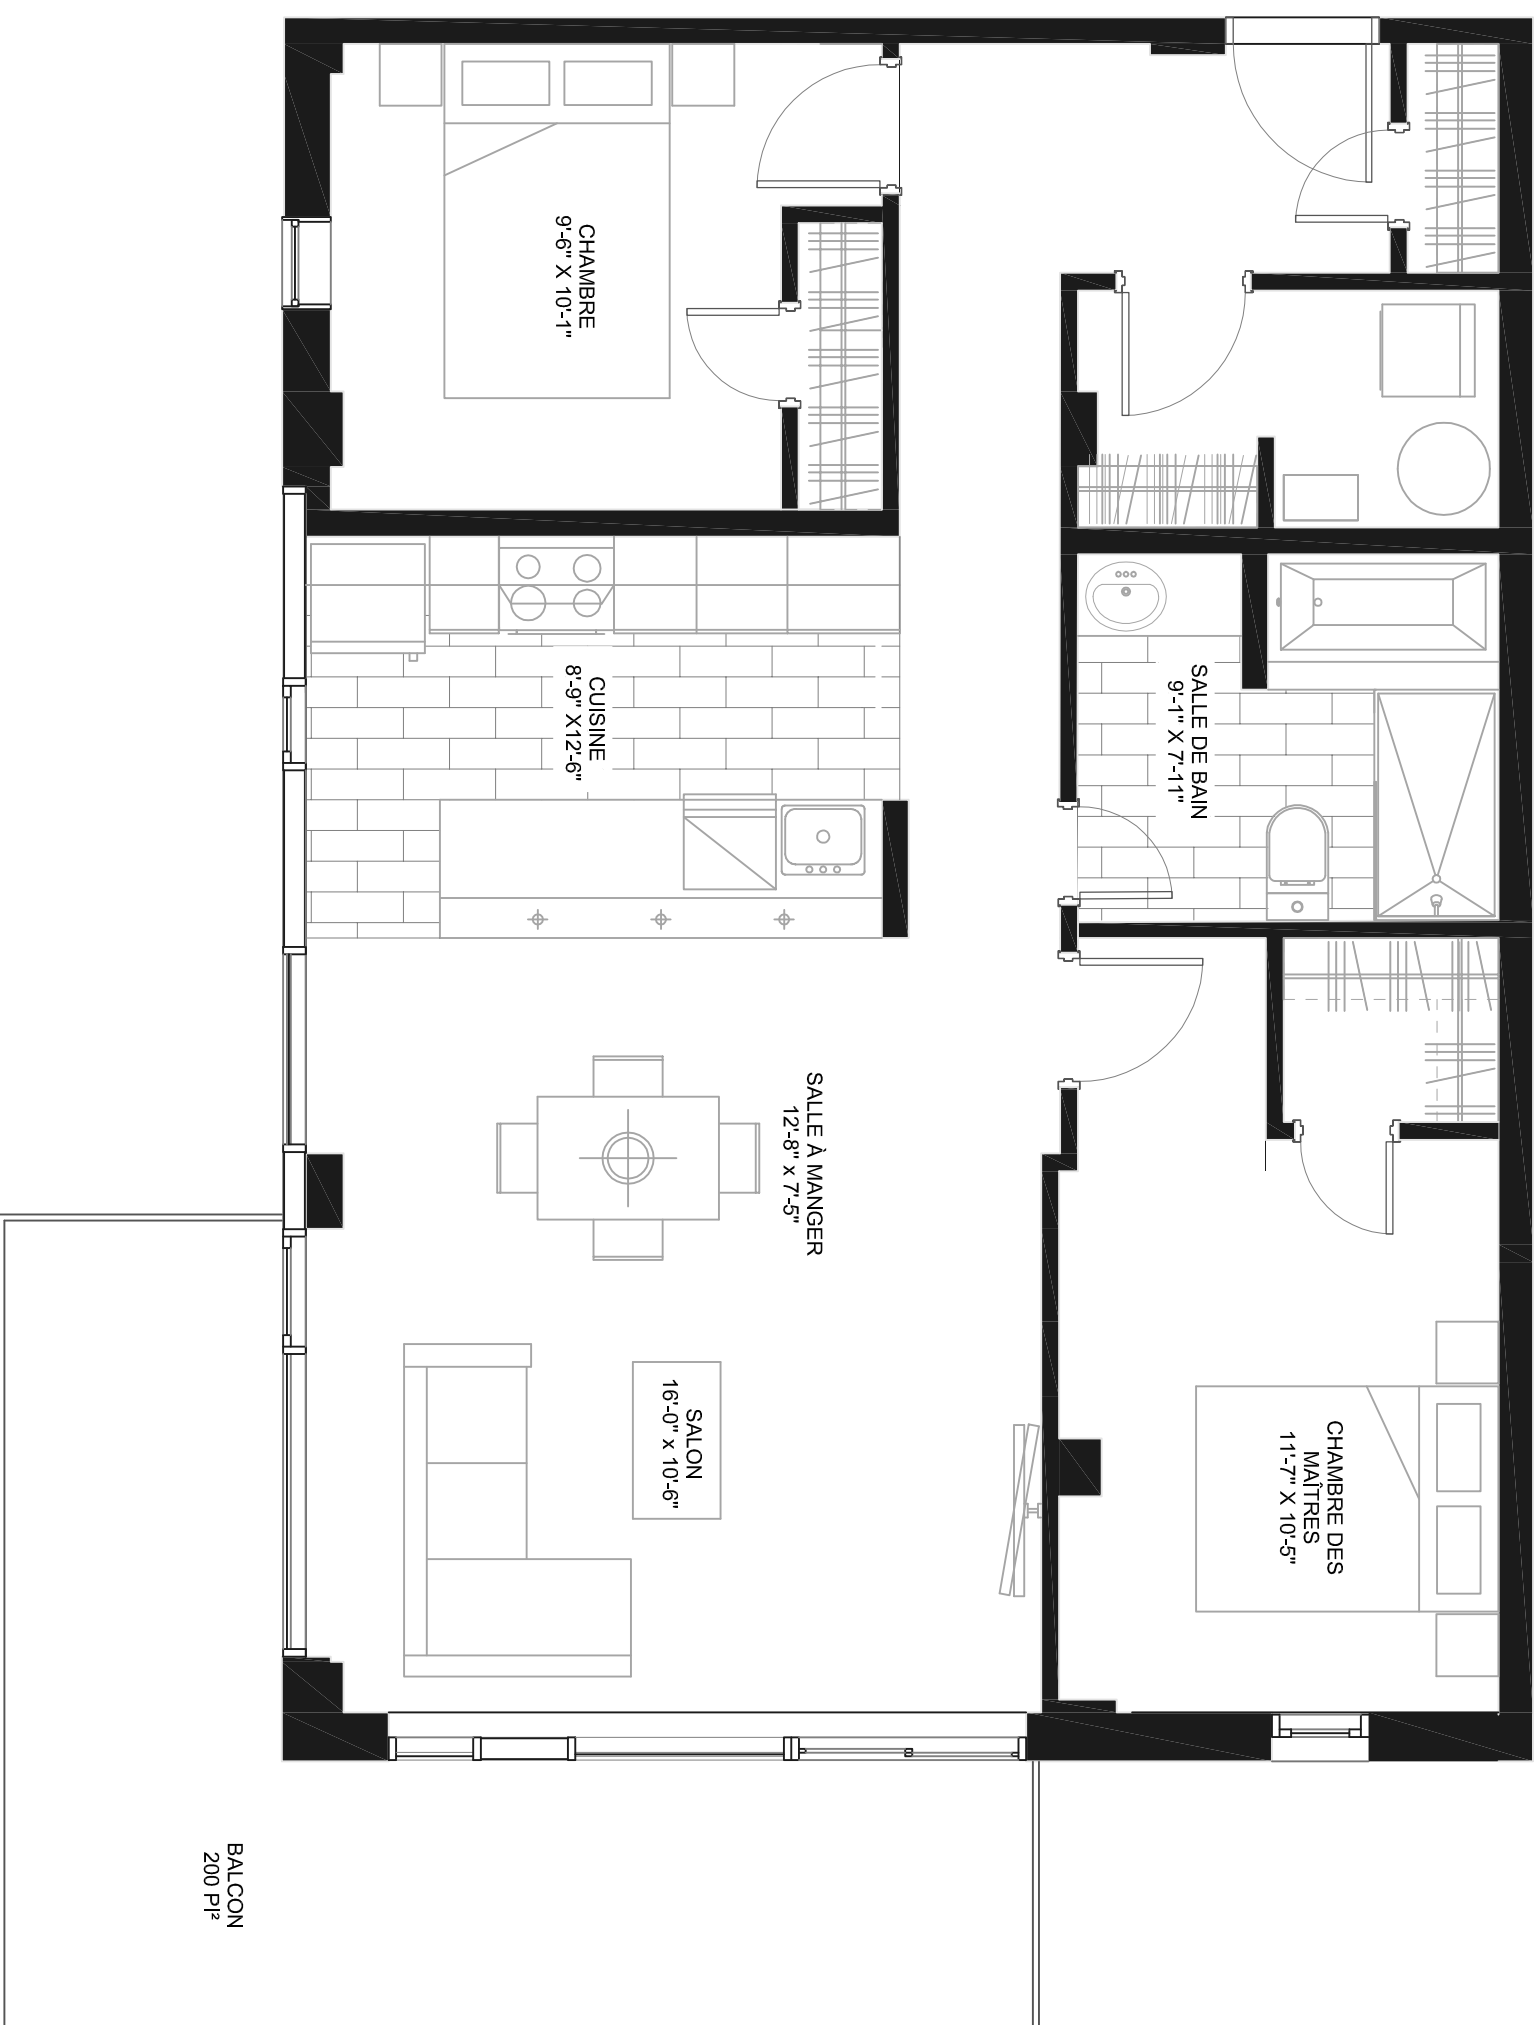 CHAMBRE
9'-6" X 10'-1"
CUISINE
8'-9" X12'-6"
SALLE DE BAIN
9'-1" X 7'-11"
SALLE À MANGER
12'-8" x 7'-5"
SALON
16'-0" x 10'-6"
CHAMBRE DES
MAÎTRES
11'-7" X 10'-5"
BALCON
200 PI²